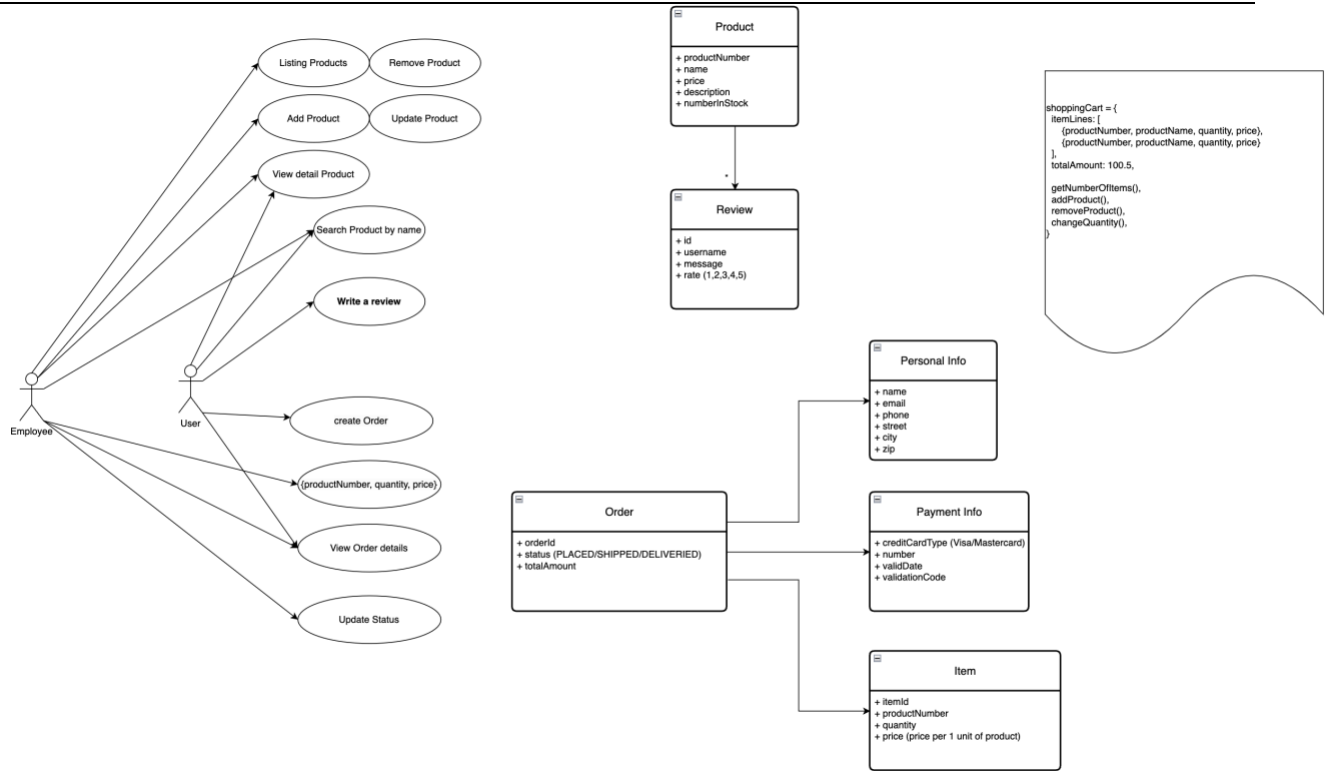 Listing Products
Remove Product
Add Product
Update Product
View detail Product
Search Product by name
Write a review
Employee
User
create Order
{productNumber, quantity, price}
View Order details
Update Status
Product
+ productNumber
+ name
+ price
+ description
+ numberInStock
*
Review
+ id
+ username
+ message
+ rate (1,2,3,4,5)
shoppingCart = {
itemLines: [
{productNumber, productName, quantity, price},
{productNumber, productName, quantity, price}
],
totalAmount: 100.5,
getNumberOfItems(),
addProduct(),
removeProduct(),
changeQuantity(),
}
Personal Info
+ name
+ email
+ phone
+ street
+ city
+ zip
Order
+ orderId
+ status (PLACED/SHIPPED/DELIVERIED)
+ totalAmount
Payment Info
+ creditCardType (Visa/Mastercard)
+ number
+ validDate
+ validationCode
Item
+ itemId
+ productNumber
+ quantity
+ price (price per 1 unit of product)